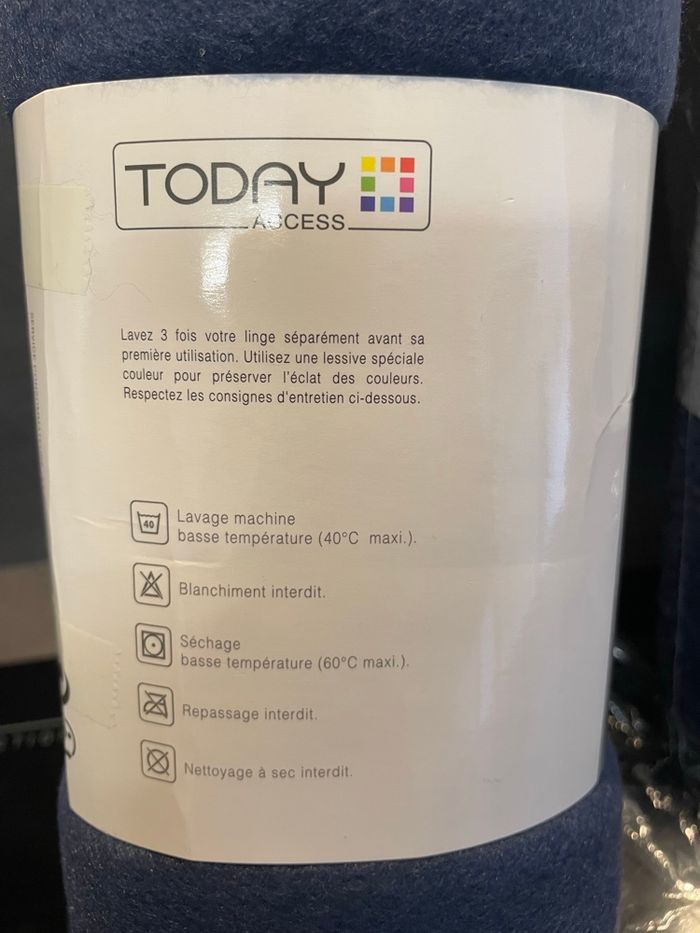 TODAY
ACCESS
Lavez 3 fois votre linge séparément avant sa
première utilisation. Utilisez une lessive spéciale
couleur pour préserver l'éclat des couleurs.
Respectez les consignes d'entretien ci-dessous.
40
Lavage machine
basse température (40°C maxi.).
Blanchiment interdit.
Séchage
basse température (60°C maxi.).
Repassage interdit.
Nettoyage à sec interdit.